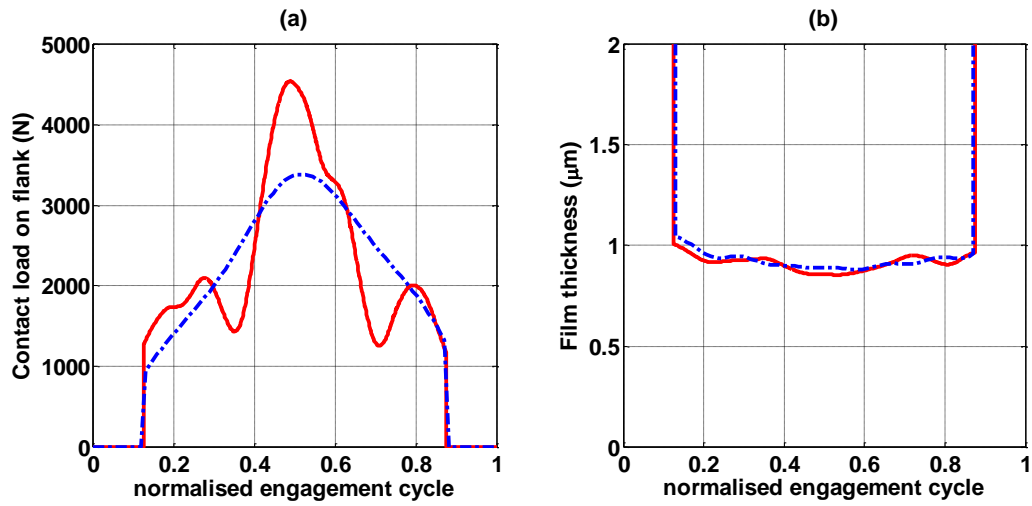 (a)
5000
4000
3000
2000
1000
0
0 0.2 0.4 0.6 0.8 1
Contact load on flank (N)
normalised engagement cycle
(b)
2
1.5
1
0.5
0
0 0.2 0.4 0.6 0.8 1
Film thickness (μm)
normalised engagement cycle